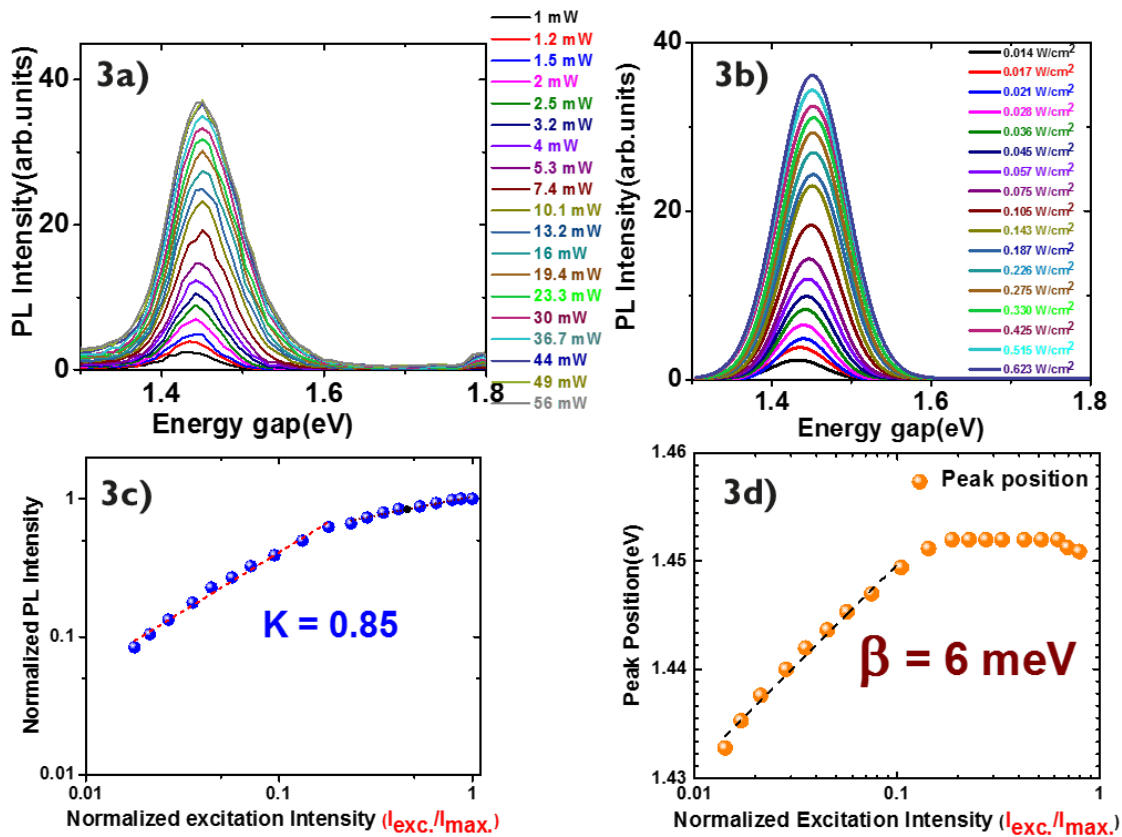 3a)
PL Intensity(arb.units)
40
20
0
1.4
1.6
1.8
Energy gap(eV)
1 mW
1.2 mW
1.5 mW
2 mW
2.5 mW
3.2 mW
4 mW
5.3 mW
7.4 mW
10.1 mW
13.2 mW
16 mW
19.4 mW
23.3 mW
30 mW
36.7 mW
44 mW
49 mW
56 mW
3b)
PL Intensity(arb. units)
40
20
0
1.4
1.6
1.8
Energy gap(eV)
0.014 W/cm²
0.017 W/cm²
0.021 W/cm²
0.028 W/cm²
0.036 W/cm²
0.045 W/cm²
0.057 W/cm²
0.075 W/cm²
0.105 W/cm²
0.143 W/cm²
0.187 W/cm²
0.226 W/cm²
0.275 W/cm²
0.330 W/cm²
0.425 W/cm²
0.515 W/cm²
0.623 W/cm²
3c)
Normalized PL Intensity
1
0.1
0.01
K = 0.85
0.01
0.1
1
Normalized excitation Intensity (Iexc./Imax.)
3d)
Peak position
Peak Position(eV)
1.46
1.45
1.44
1.43
β = 6 meV
0.01
0.1
1
Normalized Excitation Intensity (Iexc./Imax.)